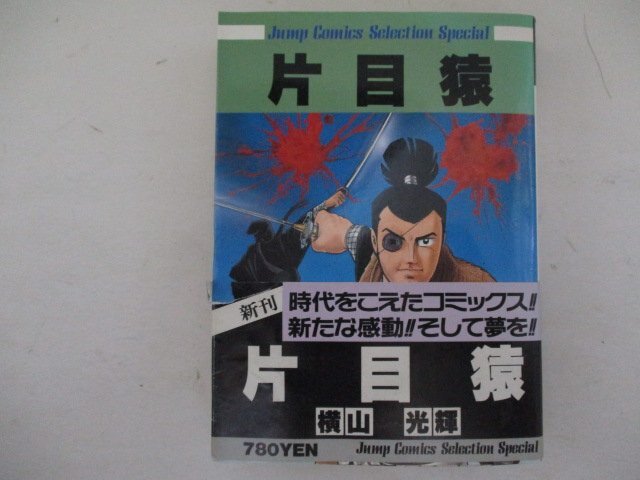 Jump Comics Selection Special
片目猿
新刊
時代をこえたコミックス!!
新たな感動!!そして夢を!!
片目猿
横山光輝
780YEN
Jump Comics Selection Special